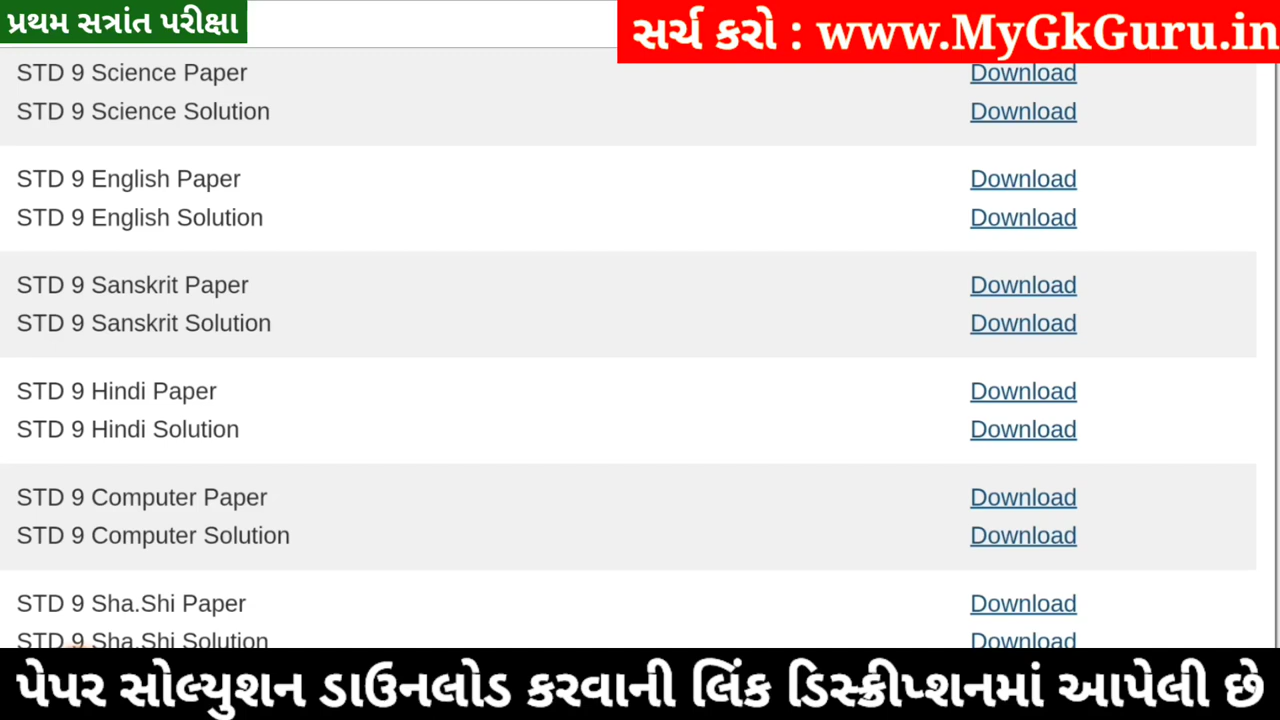 પ્રથમ સત્રાંત પરીક્ષા
સર્ચ કરો : www.MyGkGuru.in
STD 9 Science Paper Download
STD 9 Science Solution Download
STD 9 English Paper Download
STD 9 English Solution Download
STD 9 Sanskrit Paper Download
STD 9 Sanskrit Solution Download
STD 9 Hindi Paper Download
STD 9 Hindi Solution Download
STD 9 Computer Paper Download
STD 9 Computer Solution Download
STD 9 Sha.Shi Paper Download
STD 9 Sha.Shi Solution Download
પેપર સોલ્યુશન ડાઉનલોડ કરવાની લિંક ડિસ્ક્રીપ્શનમાં આપેલી છે